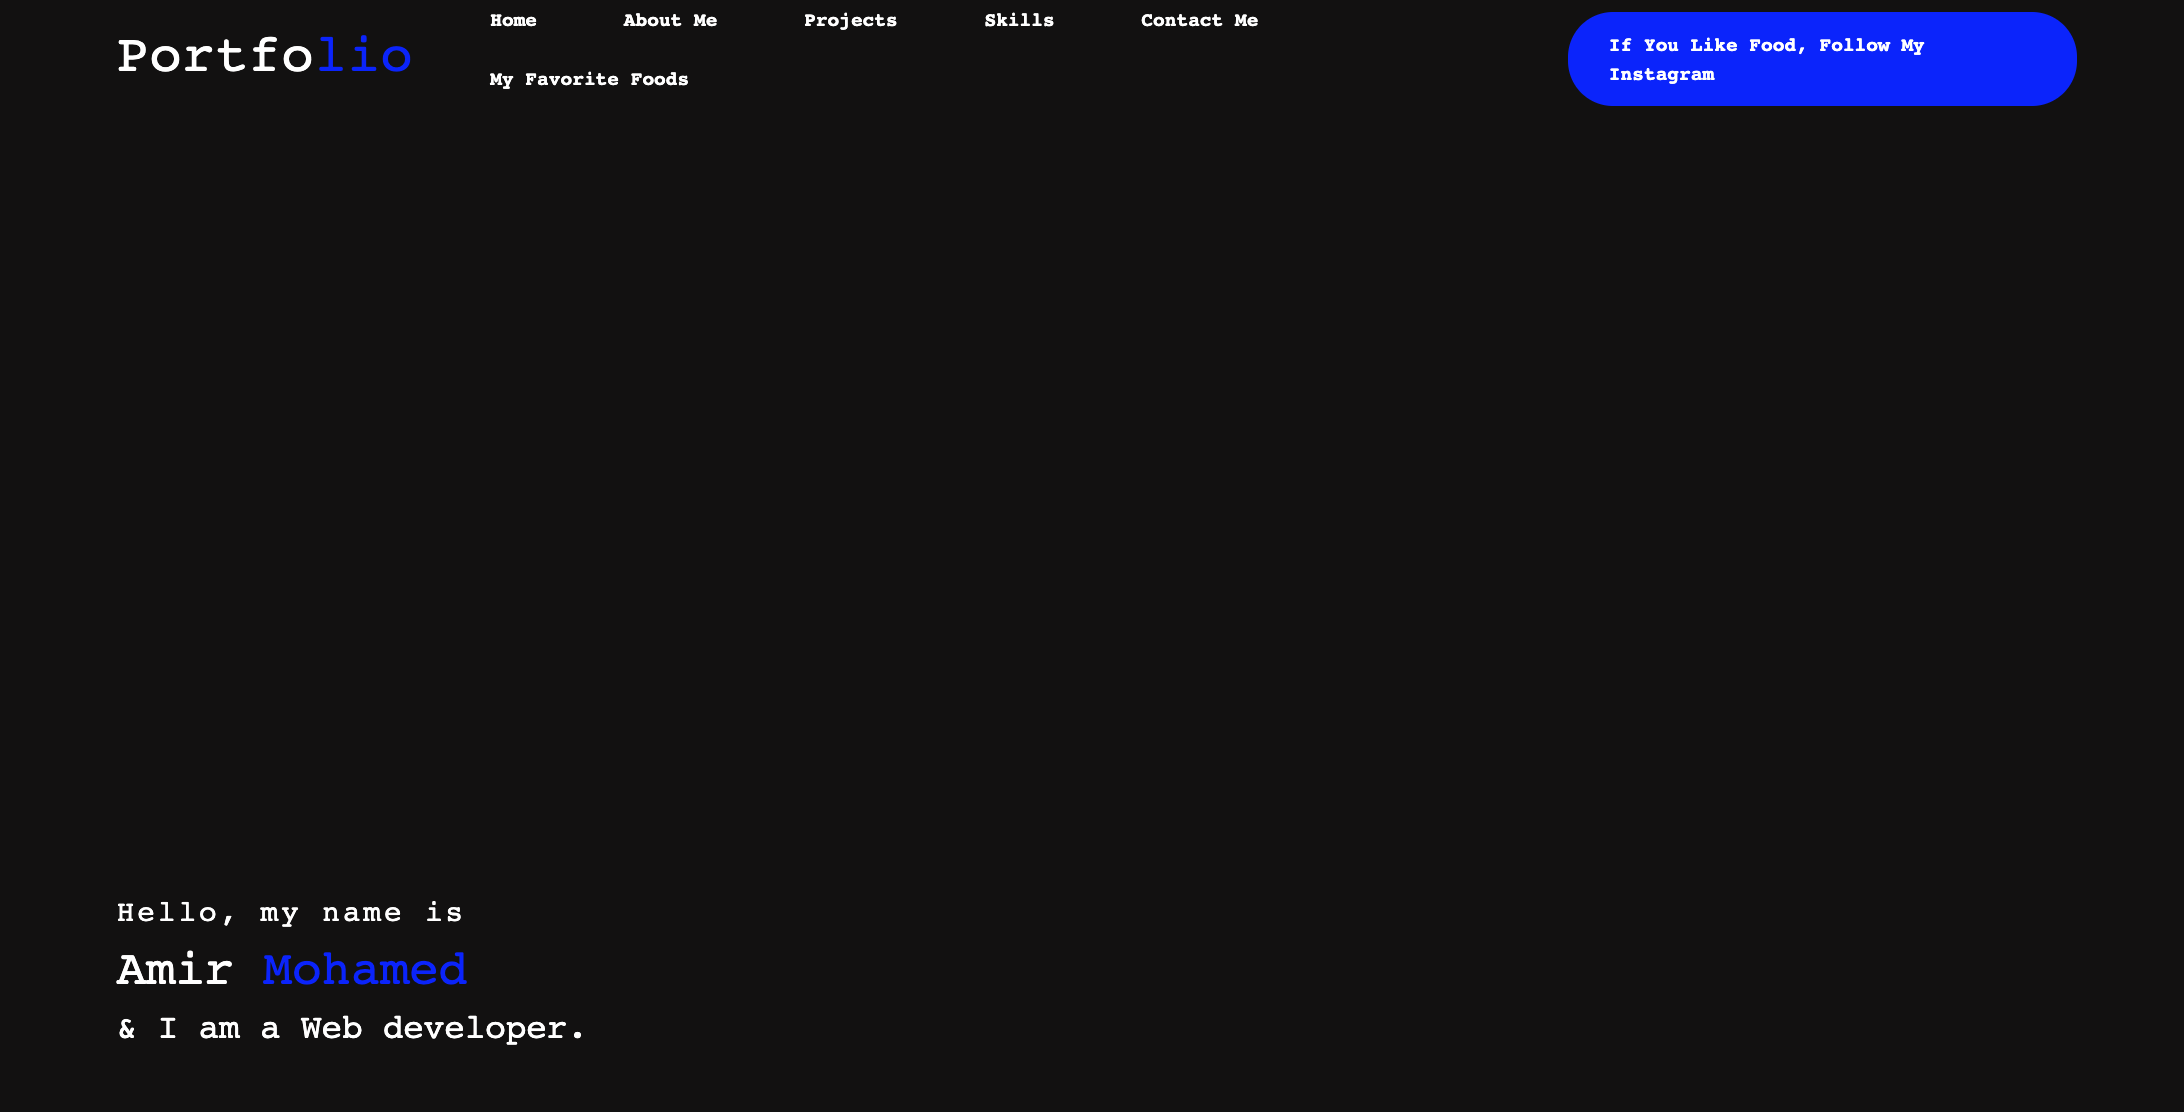 Portfolio
Home About Me Projects Skills Contact Me
My Favorite Foods
If You Like Food, Follow My
Instagram
Hello, my name is
Amir Mohamed
& I am a Web developer.